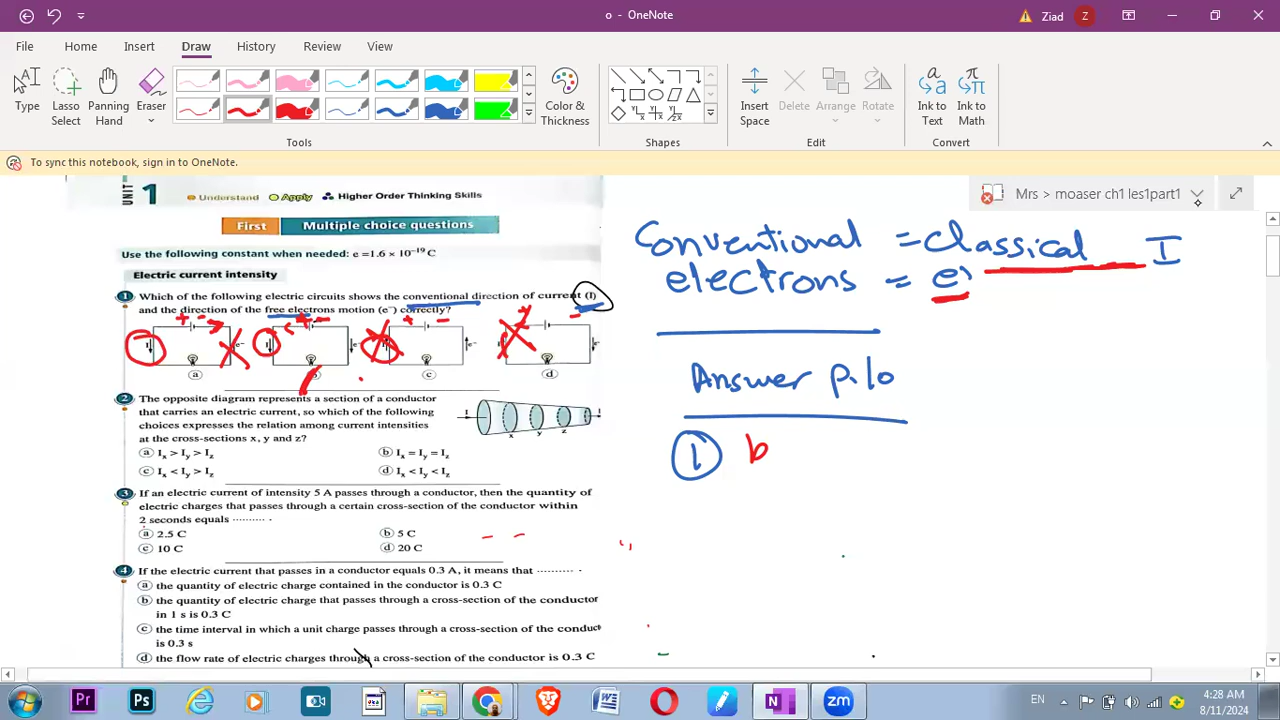 o - OneNote
Ziad
Z
File Home Insert Draw History Review View
Type
Lasso Select
Panning Hand
Eraser
Color & Thickness
Insert Space
Delete
Arrange
Rotate
Ink to Text
Ink to Math
Tools
Shapes
Edit
Convert
To sync this notebook, sign in to OneNote.
Mrs > moaser ch1 les1part1
UNIT 1
Understand Apply Higher Order Thinking Skills
First Multiple choice questions
Use the following constant when needed: e = 1.6 × 10⁻¹⁹ C
Electric current intensity
1 Which of the following electric circuits shows the conventional direction of current (I)
and the direction of the free electrons motion (e⁻) correctly?
+ -
+ -
+ -
+ -
I e⁻
I e⁻
I e⁻
e⁻
a
c
d
2 The opposite diagram represents a section of a conductor
that carries an electric current, so which of the following
choices expresses the relation among current intensities
at the cross-sections x, y and z?
I I
x y z
a Ix > Iy > Iz
b Ix = Iy = Iz
c Ix < Iy > Iz
d Ix < Iy < Iz
3 If an electric current of intensity 5 A passes through a conductor, then the quantity of
electric charges that passes through a certain cross-section of the conductor within
2 seconds equals ..........
a 2.5 C
b 5 C
c 10 C
d 20 C
4 If the electric current that passes in a conductor equals 0.3 A, it means that ..........
a the quantity of electric charge contained in the conductor is 0.3 C
b the quantity of electric charge that passes through a cross-section of the conductor
in 1 s is 0.3 C
c the time interval in which a unit charge passes through a cross-section of the conduc
is 0.3 s
d the flow rate of electric charges through a cross-section of the conductor is 0.3 C
Conventional = classical I
electrons = e⁻
Answer p.10
1 b
Pr
Ps
W
N
zm
EN
4:28 AM
8/11/2024